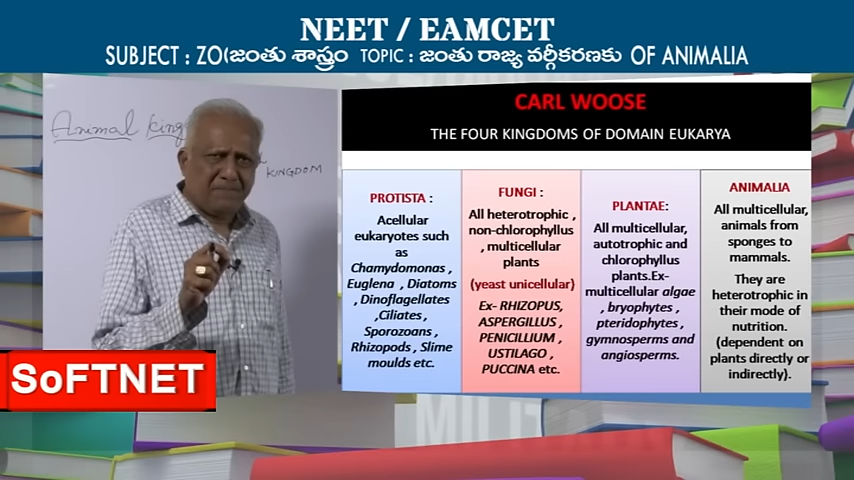 NEET / EAMCET
SUBJECT : ZO(జంతు శాస్త్రం TOPIC : జంతు రాజ్య వర్గీకరణకు OF ANIMALIA
Animal King
KINGDOM
CARL WOOSE
THE FOUR KINGDOMS OF DOMAIN EUKARYA
PROTISTA :
Acellular
eukaryotes such
as
Chamydomonas ,
Euglena , Diatoms
, Dinoflagellates
,Ciliates ,
Sporozoans ,
Rhizopods , Slime
moulds etc.
FUNGI :
All heterotrophic ,
non-chlorophyllus
, multicellular
plants
(yeast unicellular)
Ex- RHIZOPUS,
ASPERGILLUS ,
PENICILLIUM ,
USTILAGO ,
PUCCINA etc.
PLANTAE:
All multicellular,
autotrophic and
chlorophyllus
plants.Ex-
multicellular algae
, bryophytes ,
pteridophytes ,
gymnosperms and
angiosperms.
ANIMALIA
All multicellular,
animals from
sponges to
mammals.
They are
heterotrophic in
their mode of
nutrition.
(dependent on
plants directly or
indirectly).
SoFTNET